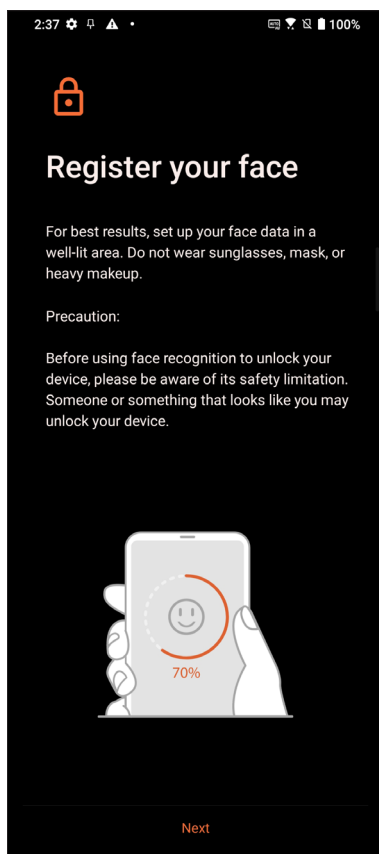 2:37
100%
Register your face
For best results, set up your face data in a
well-lit area. Do not wear sunglasses, mask, or
heavy makeup.
Precaution:
Before using face recognition to unlock your
device, please be aware of its safety limitation.
Someone or something that looks like you may
unlock your device.
70%
Next